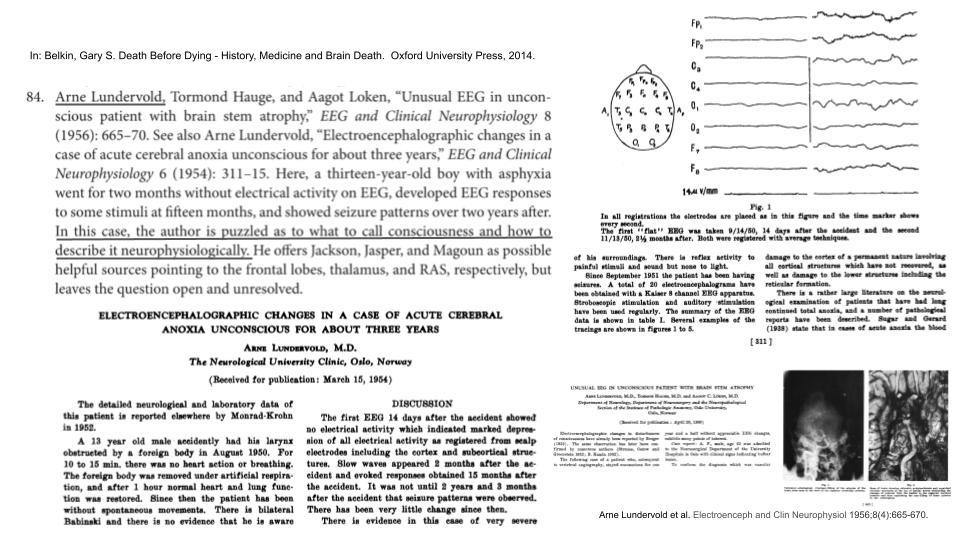 In: Belkin, Gary S. Death Before Dying - History, Medicine and Brain Death. Oxford University Press, 2014.
84. Arne Lundervold, Tormond Hauge, and Aagot Loken, “Unusual EEG in uncon-
scious patient with brain stem atrophy,” EEG and Clinical Neurophysiology 8
(1956): 665–70. See also Arne Lundervold, “Electroencephalographic changes in a
case of acute cerebral anoxia unconscious for about three years,” EEG and Clinical
Neurophysiology 6 (1954): 311–15. Here, a thirteen-year-old boy with asphyxia
went for two months without electrical activity on EEG, developed EEG responses
to some stimuli at fifteen months, and showed seizure patterns over two years after.
In this case, the author is puzzled as to what to call consciousness and how to
describe it neurophysiologically. He offers Jackson, Jasper, and Magoun as possible
helpful sources pointing to the frontal lobes, thalamus, and RAS, respectively, but
leaves the question open and unresolved.
ELECTROENCEPHALOGRAPHIC CHANGES IN A CASE OF ACUTE CEREBRAL
ANOXIA UNCONSCIOUS FOR ABOUT THREE YEARS
ARNE LUNDERVOLD, M.D.
The Neurological University Clinic, Oslo, Norway
(Received for publication: March 15, 1954)
The detailed neurological and laboratory data of
this patient is reported elsewhere by Monrad-Krohn
in 1952.
A 13 year old male accidently had his larynx
obstructed by a foreign body in August 1950. For
10 to 15 min. there was no heart action or breathing.
The foreign body was removed under artificial respira-
tion, and after 1 hour normal heart and lung func-
tion was restored. Since then the patient has been
without spontaneous movements. There is bilateral
Babinski and there is no evidence that he is aware
DISCUSSION
The first EEG 14 days after the accident showed
no electrical activity which indicated marked depres-
sion of all electrical activity as registered from scalp
electrodes including the cortex and subcortical struc-
tures. Slow waves appeared 2 months after the ac-
cident and evoked responses obtained 15 months after
the accident. It was not until 2 years and 3 months
after the accident that seizure patterns were observed.
There has been very little change since then.
There is evidence in this case of very severe
Fp1
Fp2
C3
C4
O1
O2
F7
F8
14μ v/mm
Fig. 1
In all registrations the electrodes are placed as in this figure and the time marker shows
every second.
The first "flat" EEG was taken 9/14/50, 14 days after the accident and the second
11/13/50, 2½ months after. Both were registered with average techniques.
of his surroundings. There is reflex activity to
painful stimuli and sound but none to light.
Since September 1951 the patient has been having
seizures. A total of 20 electroencephalograms have
been obtained with a Kaiser 8 channel EEG apparatus.
Stroboscopic stimulation and auditory stimulation
have been used regularly. The summary of the EEG
data is shown in table I. Several examples of the
tracings are shown in figures 1 to 5.
damage to the cortex of a permanent nature involving
all cortical structures which have not recovered, as
well as damage to the lower structures including the
reticular formation.
There is a rather large literature on the neurol-
ogical examination of patients that have had long
continued total anoxia, and a number of pathological
reports have been described. Sugar and Gerard
(1938) state that in cases of acute anoxia the blood
[ 311 ]
UNUSUAL EEG IN UNCONSCIOUS PATIENT WITH BRAIN STEM ATROPHY
Arne Lundervold et al. Electroenceph and Clin Neurophysiol 1956;8(4):665-670.